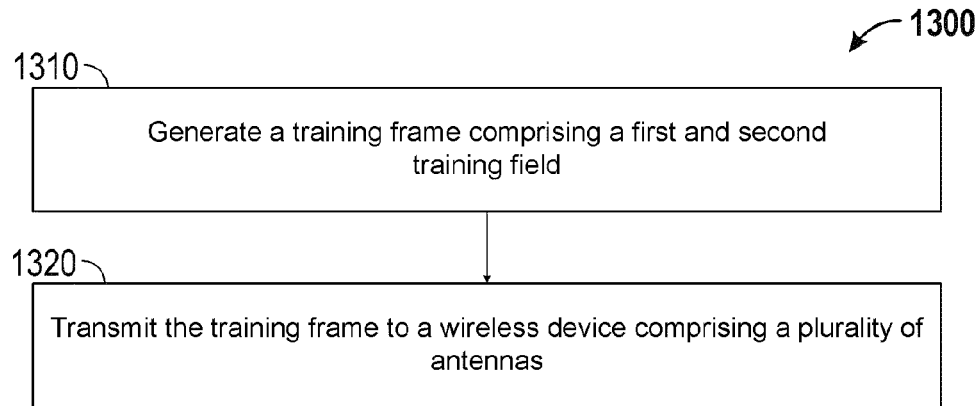 1300
1310
Generate a training frame comprising a first and second
training field
1320
Transmit the training frame to a wireless device comprising a plurality of
antennas